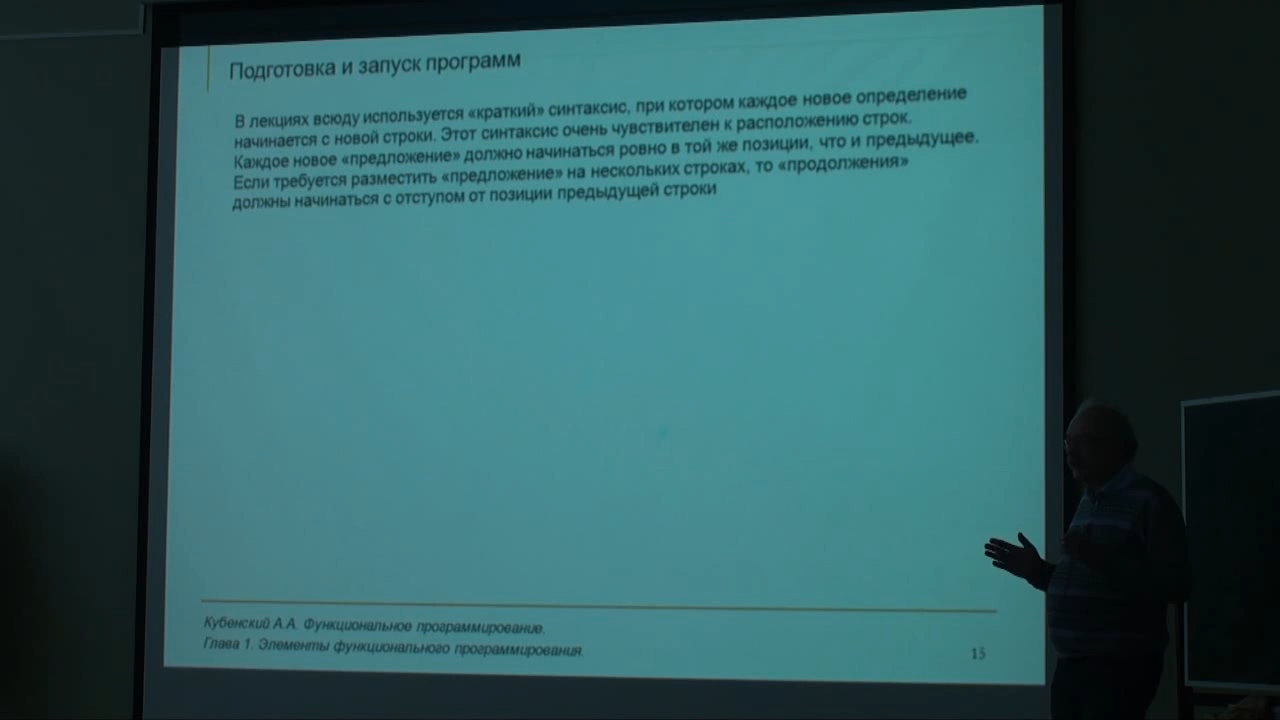 Подготовка и запуск программ
В лекциях всюду используется «краткий» синтаксис, при котором каждое новое определение
начинается с новой строки. Этот синтаксис очень чувствителен к расположению строк.
Каждое новое «предложение» должно начинаться ровно в той же позиции, что и предыдущее.
Если требуется разместить «предложение» на нескольких строках, то «продолжения»
должны начинаться с отступом от позиции предыдущей строки
Кубенский А.А. Функциональное программирование.
Глава 1. Элементы функционального программирования.
15